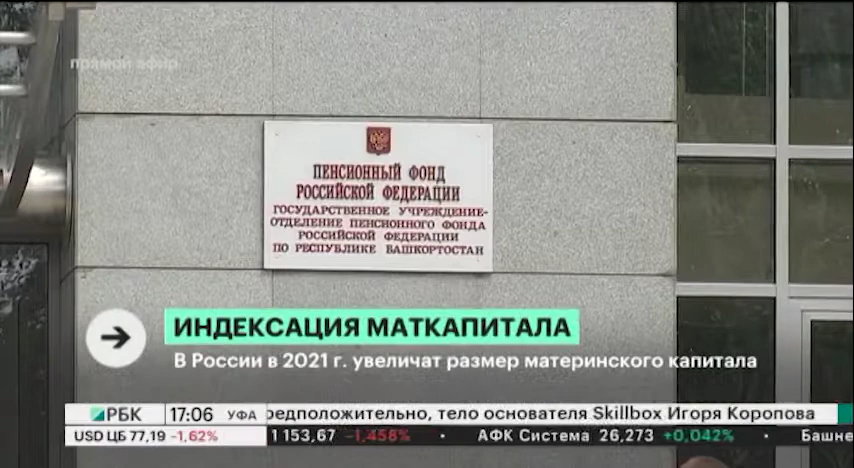 прямой эфир
ПЕНСИОННЫЙ ФОНД
РОССИЙСКОЙ ФЕДЕРАЦИИ
ГОСУДАРСТВЕННОЕ УЧРЕЖДЕНИЕ-
ОТДЕЛЕНИЕ ПЕНСИОННОГО ФОНДА
РОССИЙСКОЙ ФЕДЕРАЦИИ
ПО РЕСПУБЛИКЕ БАШКОРТОСТАН
ИНДЕКСАЦИЯ МАТКАПИТАЛА
В России в 2021 г. увеличат размер материнского капитала
РБК 17:06 УФА редположительно, тело основателя Skillbox Игоря Коропова
USD ЦБ 77,19 -1,62% 1 153,67 -1,458% • АФК Система 26,273 +0,042% • Башне